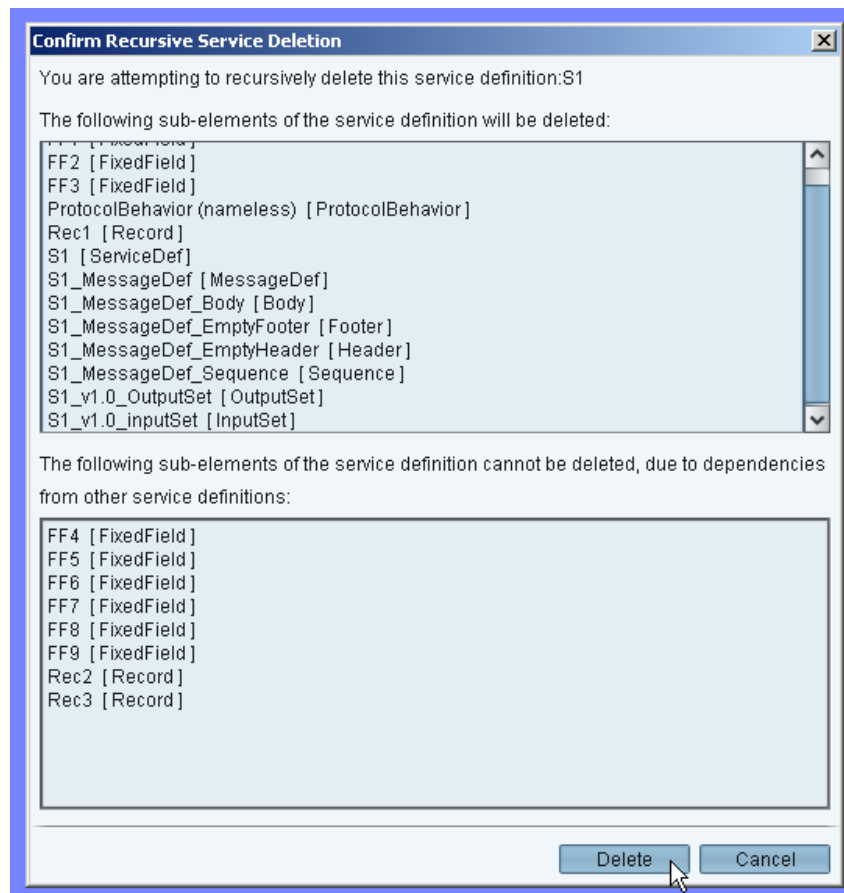 Confirm Recursive Service Deletion
You are attempting to recursively delete this service definition:S1
The following sub-elements of the service definition will be deleted:
FF2 [FixedField]
FF3 [FixedField]
ProtocolBehavior (nameless) [ProtocolBehavior]
Rec1 [Record]
S1 [ServiceDef]
S1_MessageDef [MessageDef]
S1_MessageDef_Body [Body]
S1_MessageDef_EmptyFooter [Footer]
S1_MessageDef_EmptyHeader [Header]
S1_MessageDef_Sequence [Sequence]
S1_v1.0_OutputSet [OutputSet]
S1_v1.0_inputSet [InputSet]
The following sub-elements of the service definition cannot be deleted, due to dependencies
from other service definitions:
FF4 [FixedField]
FF5 [FixedField]
FF6 [FixedField]
FF7 [FixedField]
FF8 [FixedField]
FF9 [FixedField]
Rec2 [Record]
Rec3 [Record]
Delete Cancel